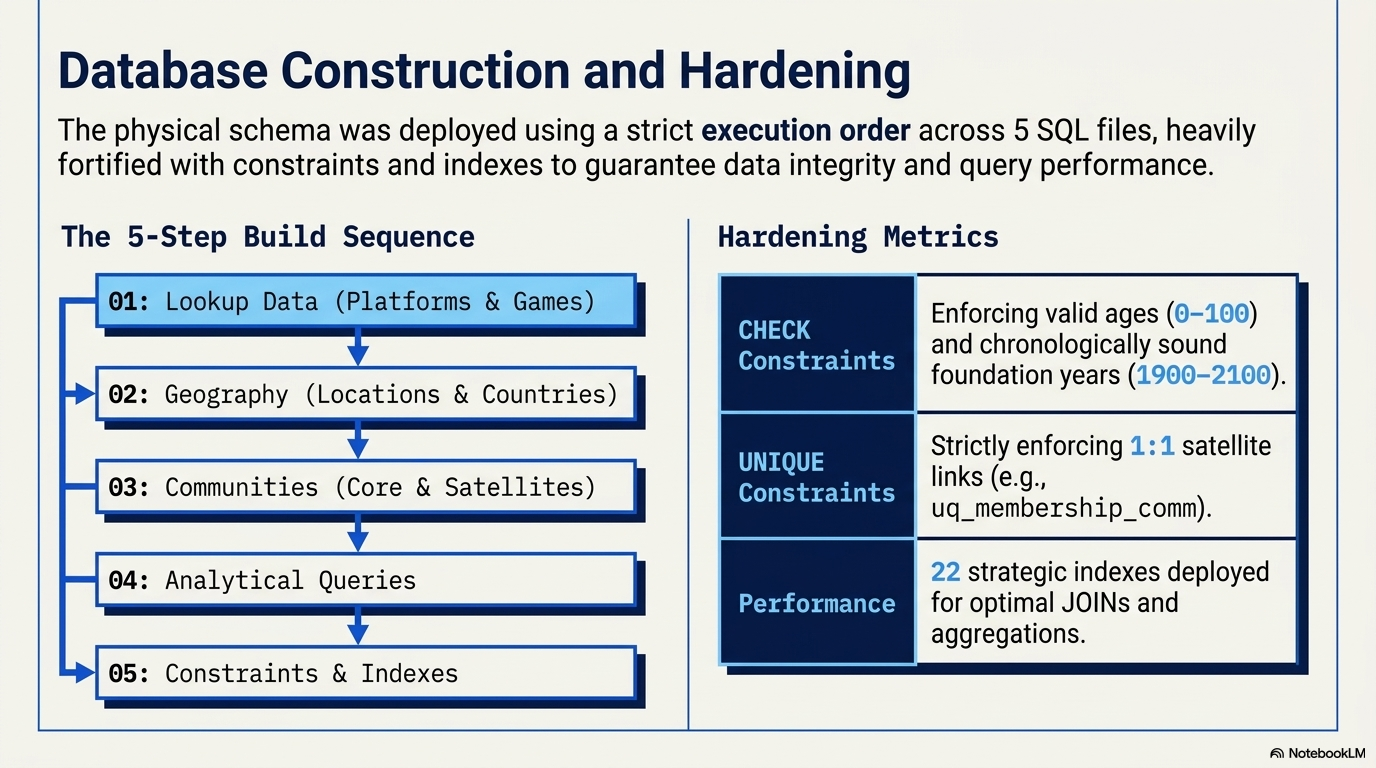 Database Construction and Hardening
The physical schema was deployed using a strict execution order across 5 SQL files, heavily
fortified with constraints and indexes to guarantee data integrity and query performance.
The 5-Step Build Sequence
01: Lookup Data (Platforms & Games)
02: Geography (Locations & Countries)
03: Communities (Core & Satellites)
04: Analytical Queries
05: Constraints & Indexes
Hardening Metrics
CHECK
Constraints
Enforcing valid ages (0–100)
and chronologically sound
foundation years (1900–2100).
UNIQUE
Constraints
Strictly enforcing 1:1 satellite
links (e.g.,
uq_membership_comm).
Performance
22 strategic indexes deployed
for optimal JOINs and
aggregations.
NotebookLM